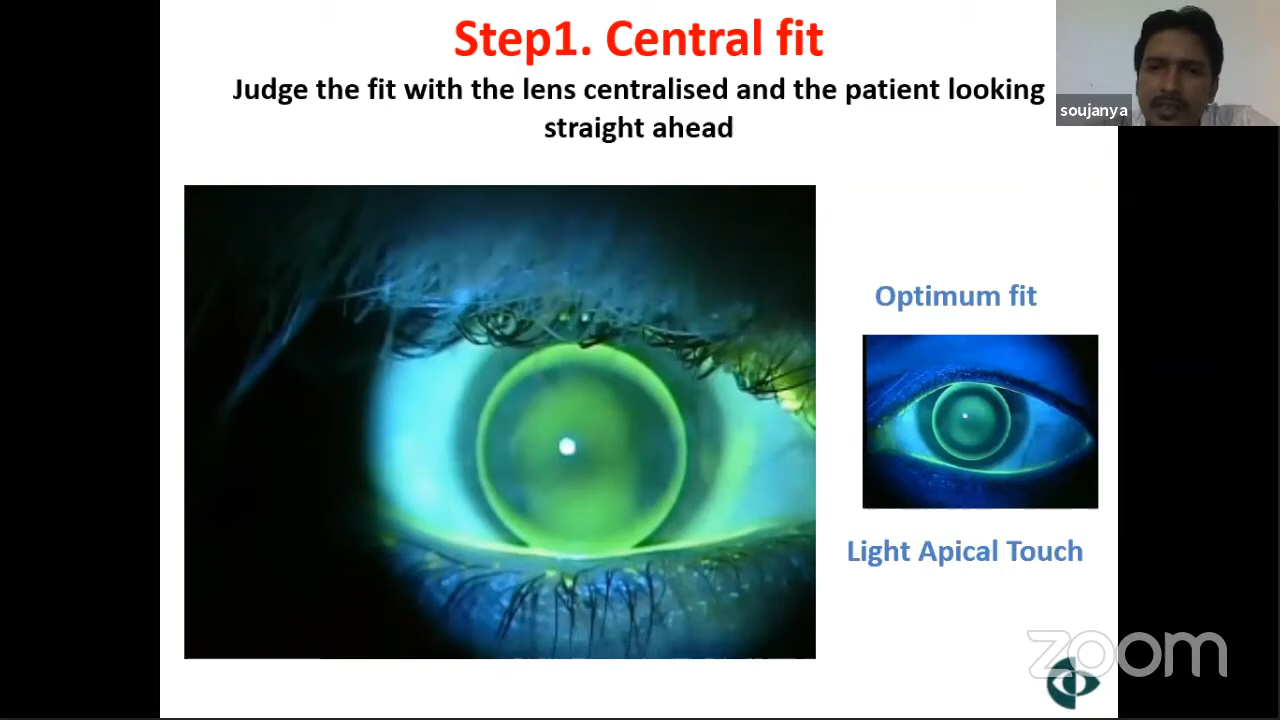 Step1. Central fit
Judge the fit with the lens centralised and the patient looking
straight ahead
soujanya
Optimum fit
Light Apical Touch
zoom